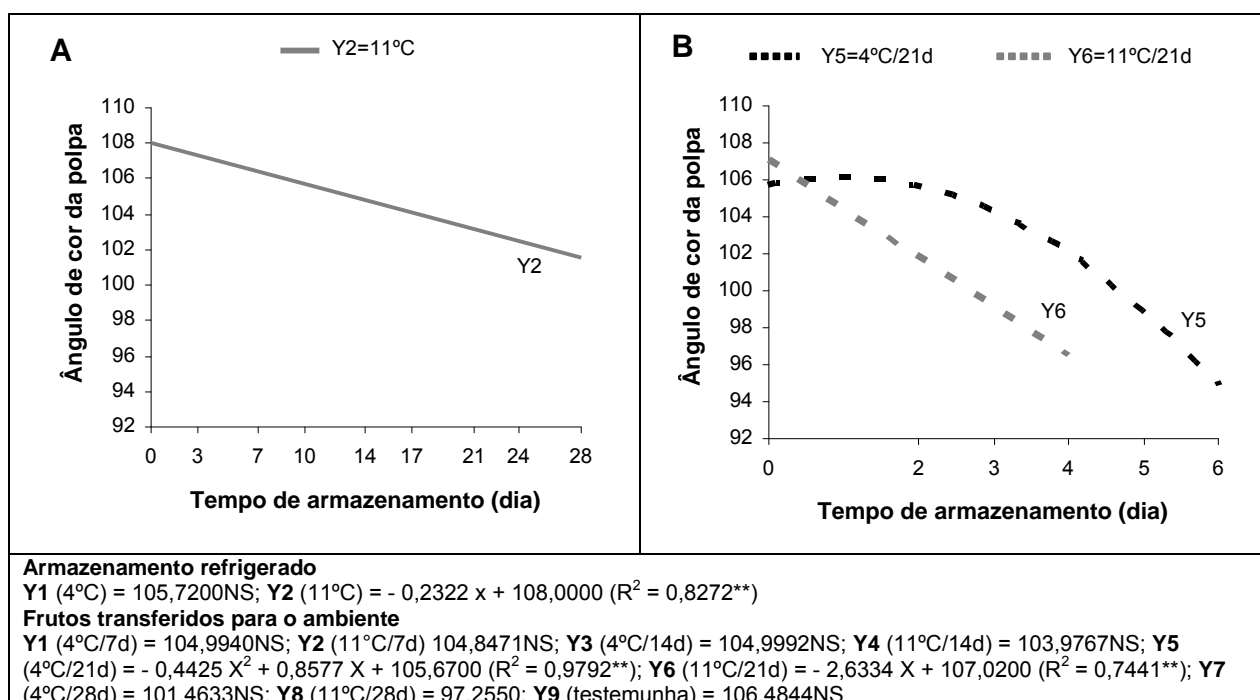 A
Y2=11ºC
Ângulo de cor da polpa
110
108
106
104
102
100
98
96
94
92
Y2
0 3 7 10 14 17 21 24 28
Tempo de armazenamento (dia)
B
Y5=4ºC/21d Y6=11ºC/21d
Ângulo de cor da polpa
110
108
106
104
102
100
98
96
94
92
Y6
Y5
0 2 3 4 5 6
Tempo de armazenamento (dia)
Armazenamento refrigerado
Y1 (4ºC) = 105,7200NS; Y2 (11ºC) = - 0,2322 x + 108,0000 (R² = 0,8272**)
Frutos transferidos para o ambiente
Y1 (4ºC/7d) = 104,9940NS; Y2 (11°C/7d) 104,8471NS; Y3 (4ºC/14d) = 104,9992NS; Y4 (11ºC/14d) = 103,9767NS; Y5
(4ºC/21d) = - 0,4425 X² + 0,8577 X + 105,6700 (R² = 0,9792**); Y6 (11ºC/21d) = - 2,6334 X + 107,0200 (R² = 0,7441**); Y7
(4ºC/28d) = 101,4633NS; Y8 (11ºC/28d) = 97,2550; Y9 (testemunha) = 106,4844NS